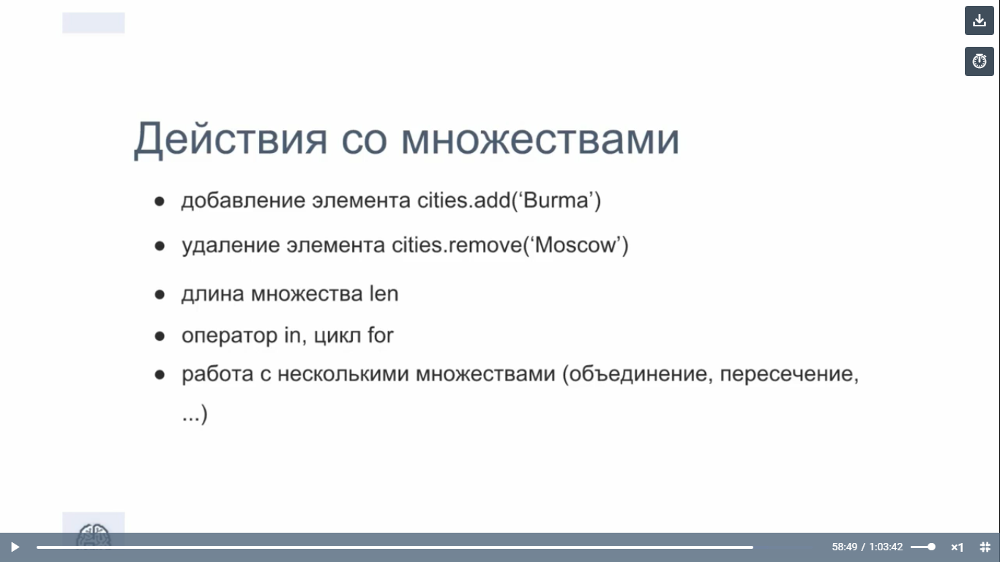 Действия со множествами
● добавление элемента cities.add(‘Burma’)
● удаление элемента cities.remove(‘Moscow’)
● длина множества len
● оператор in, цикл for
● работа с несколькими множествами (объединение, пересечение,
...)
58:49 / 1:03:42 ×1